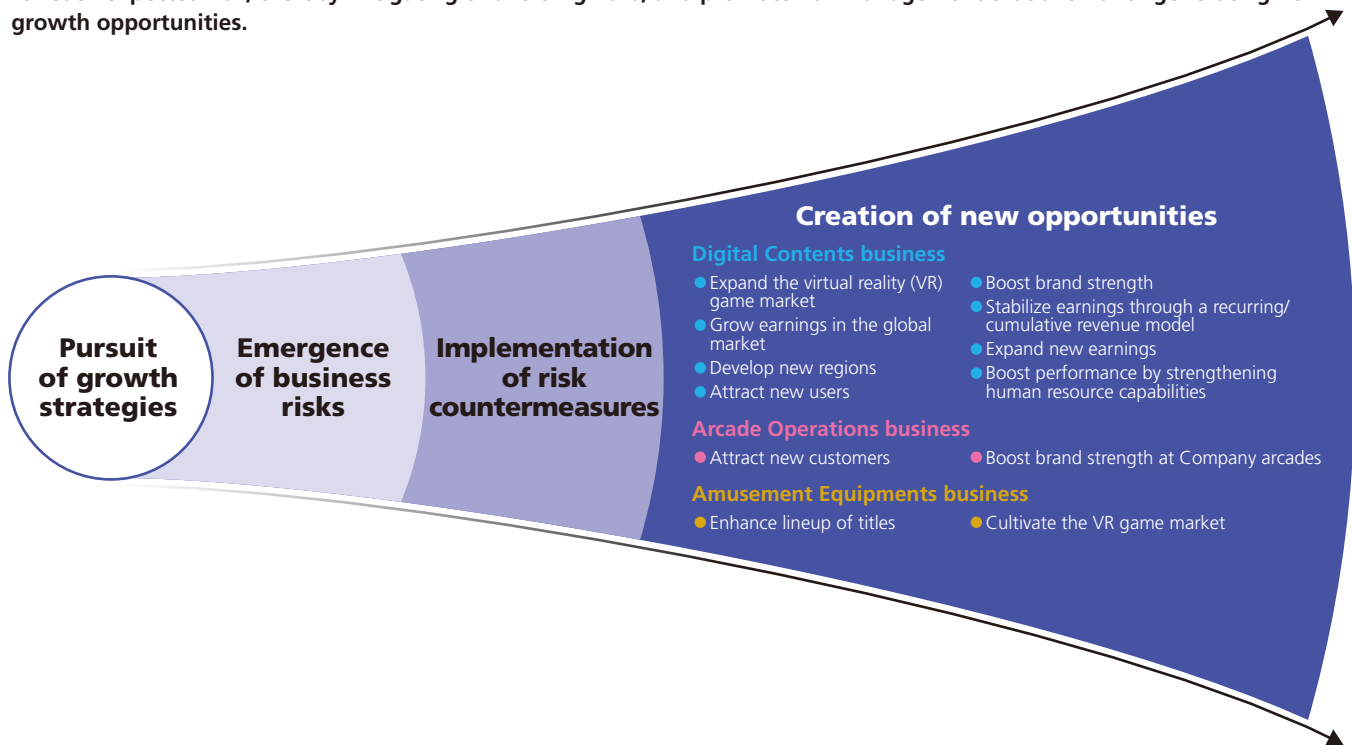 growth opportunities.
Pursuit
of growth
strategies
Emergence
of business
risks
Implementation
of risk
countermeasures
Creation of new opportunities
Digital Contents business
Expand the virtual reality (VR)
game market
Grow earnings in the global
market
Develop new regions
Attract new users
Boost brand strength
Stabilize earnings through a recurring/
cumulative revenue model
Expand new earnings
Boost performance by strengthening
human resource capabilities
Arcade Operations business
Attract new customers
Boost brand strength at Company arcades
Amusement Equipments business
Enhance lineup of titles
Cultivate the VR game market